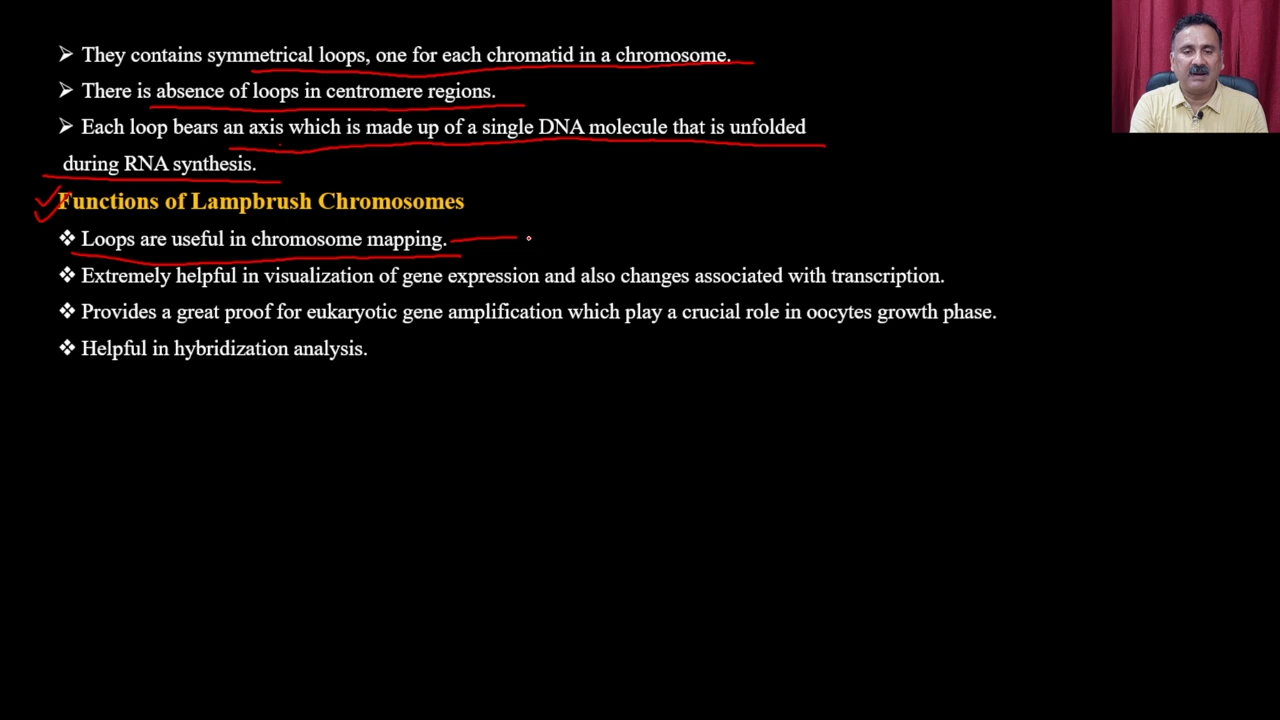 ➢ They contains symmetrical loops, one for each chromatid in a chromosome.
➢ There is absence of loops in centromere regions.
➢ Each loop bears an axis which is made up of a single DNA molecule that is unfolded
during RNA synthesis.
Functions of Lampbrush Chromosomes
❖ Loops are useful in chromosome mapping.
❖ Extremely helpful in visualization of gene expression and also changes associated with transcription.
❖ Provides a great proof for eukaryotic gene amplification which play a crucial role in oocytes growth phase.
❖ Helpful in hybridization analysis.